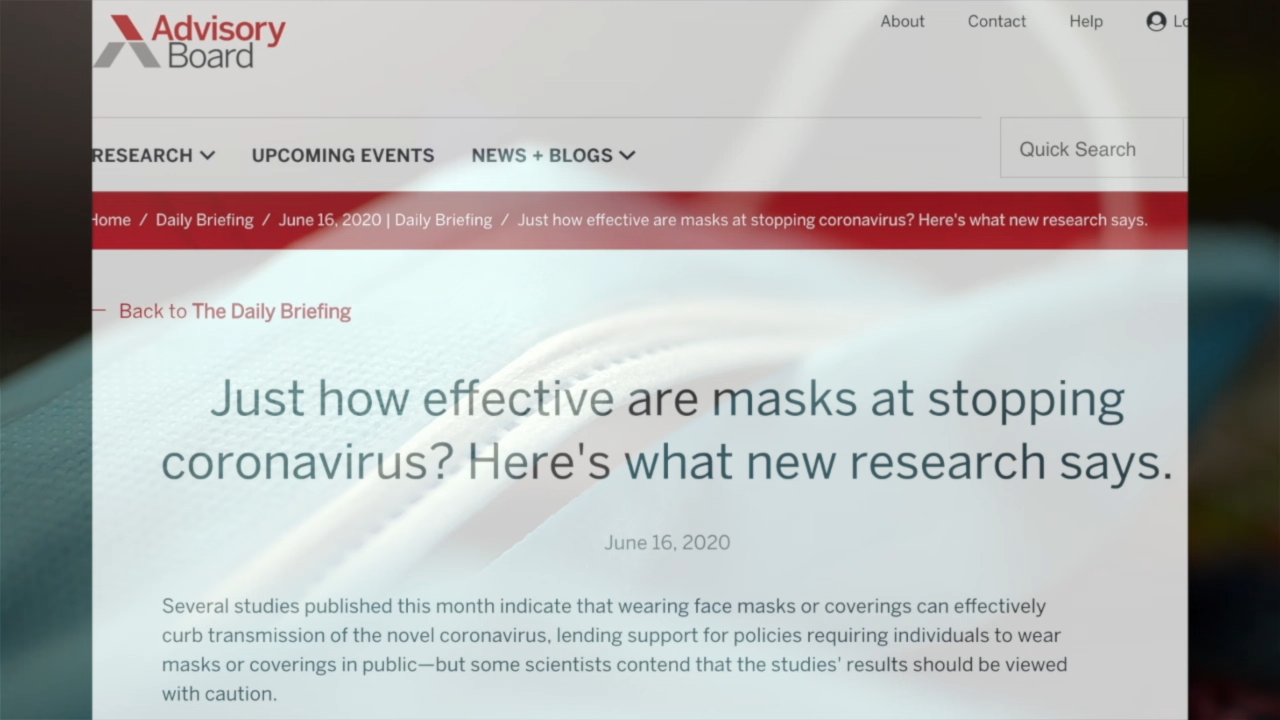 Advisory
Board
About
Contact
Help
RESEARCH
UPCOMING EVENTS
NEWS + BLOGS
Quick Search
Home / Daily Briefing / June 16, 2020 | Daily Briefing / Just how effective are masks at stopping coronavirus? Here's what new research says.
Back to The Daily Briefing
Just how effective are masks at stopping
coronavirus? Here's what new research says.
June 16, 2020
Several studies published this month indicate that wearing face masks or coverings can effectively
curb transmission of the novel coronavirus, lending support for policies requiring individuals to wear
masks or coverings in public—but some scientists contend that the studies' results should be viewed
with caution.